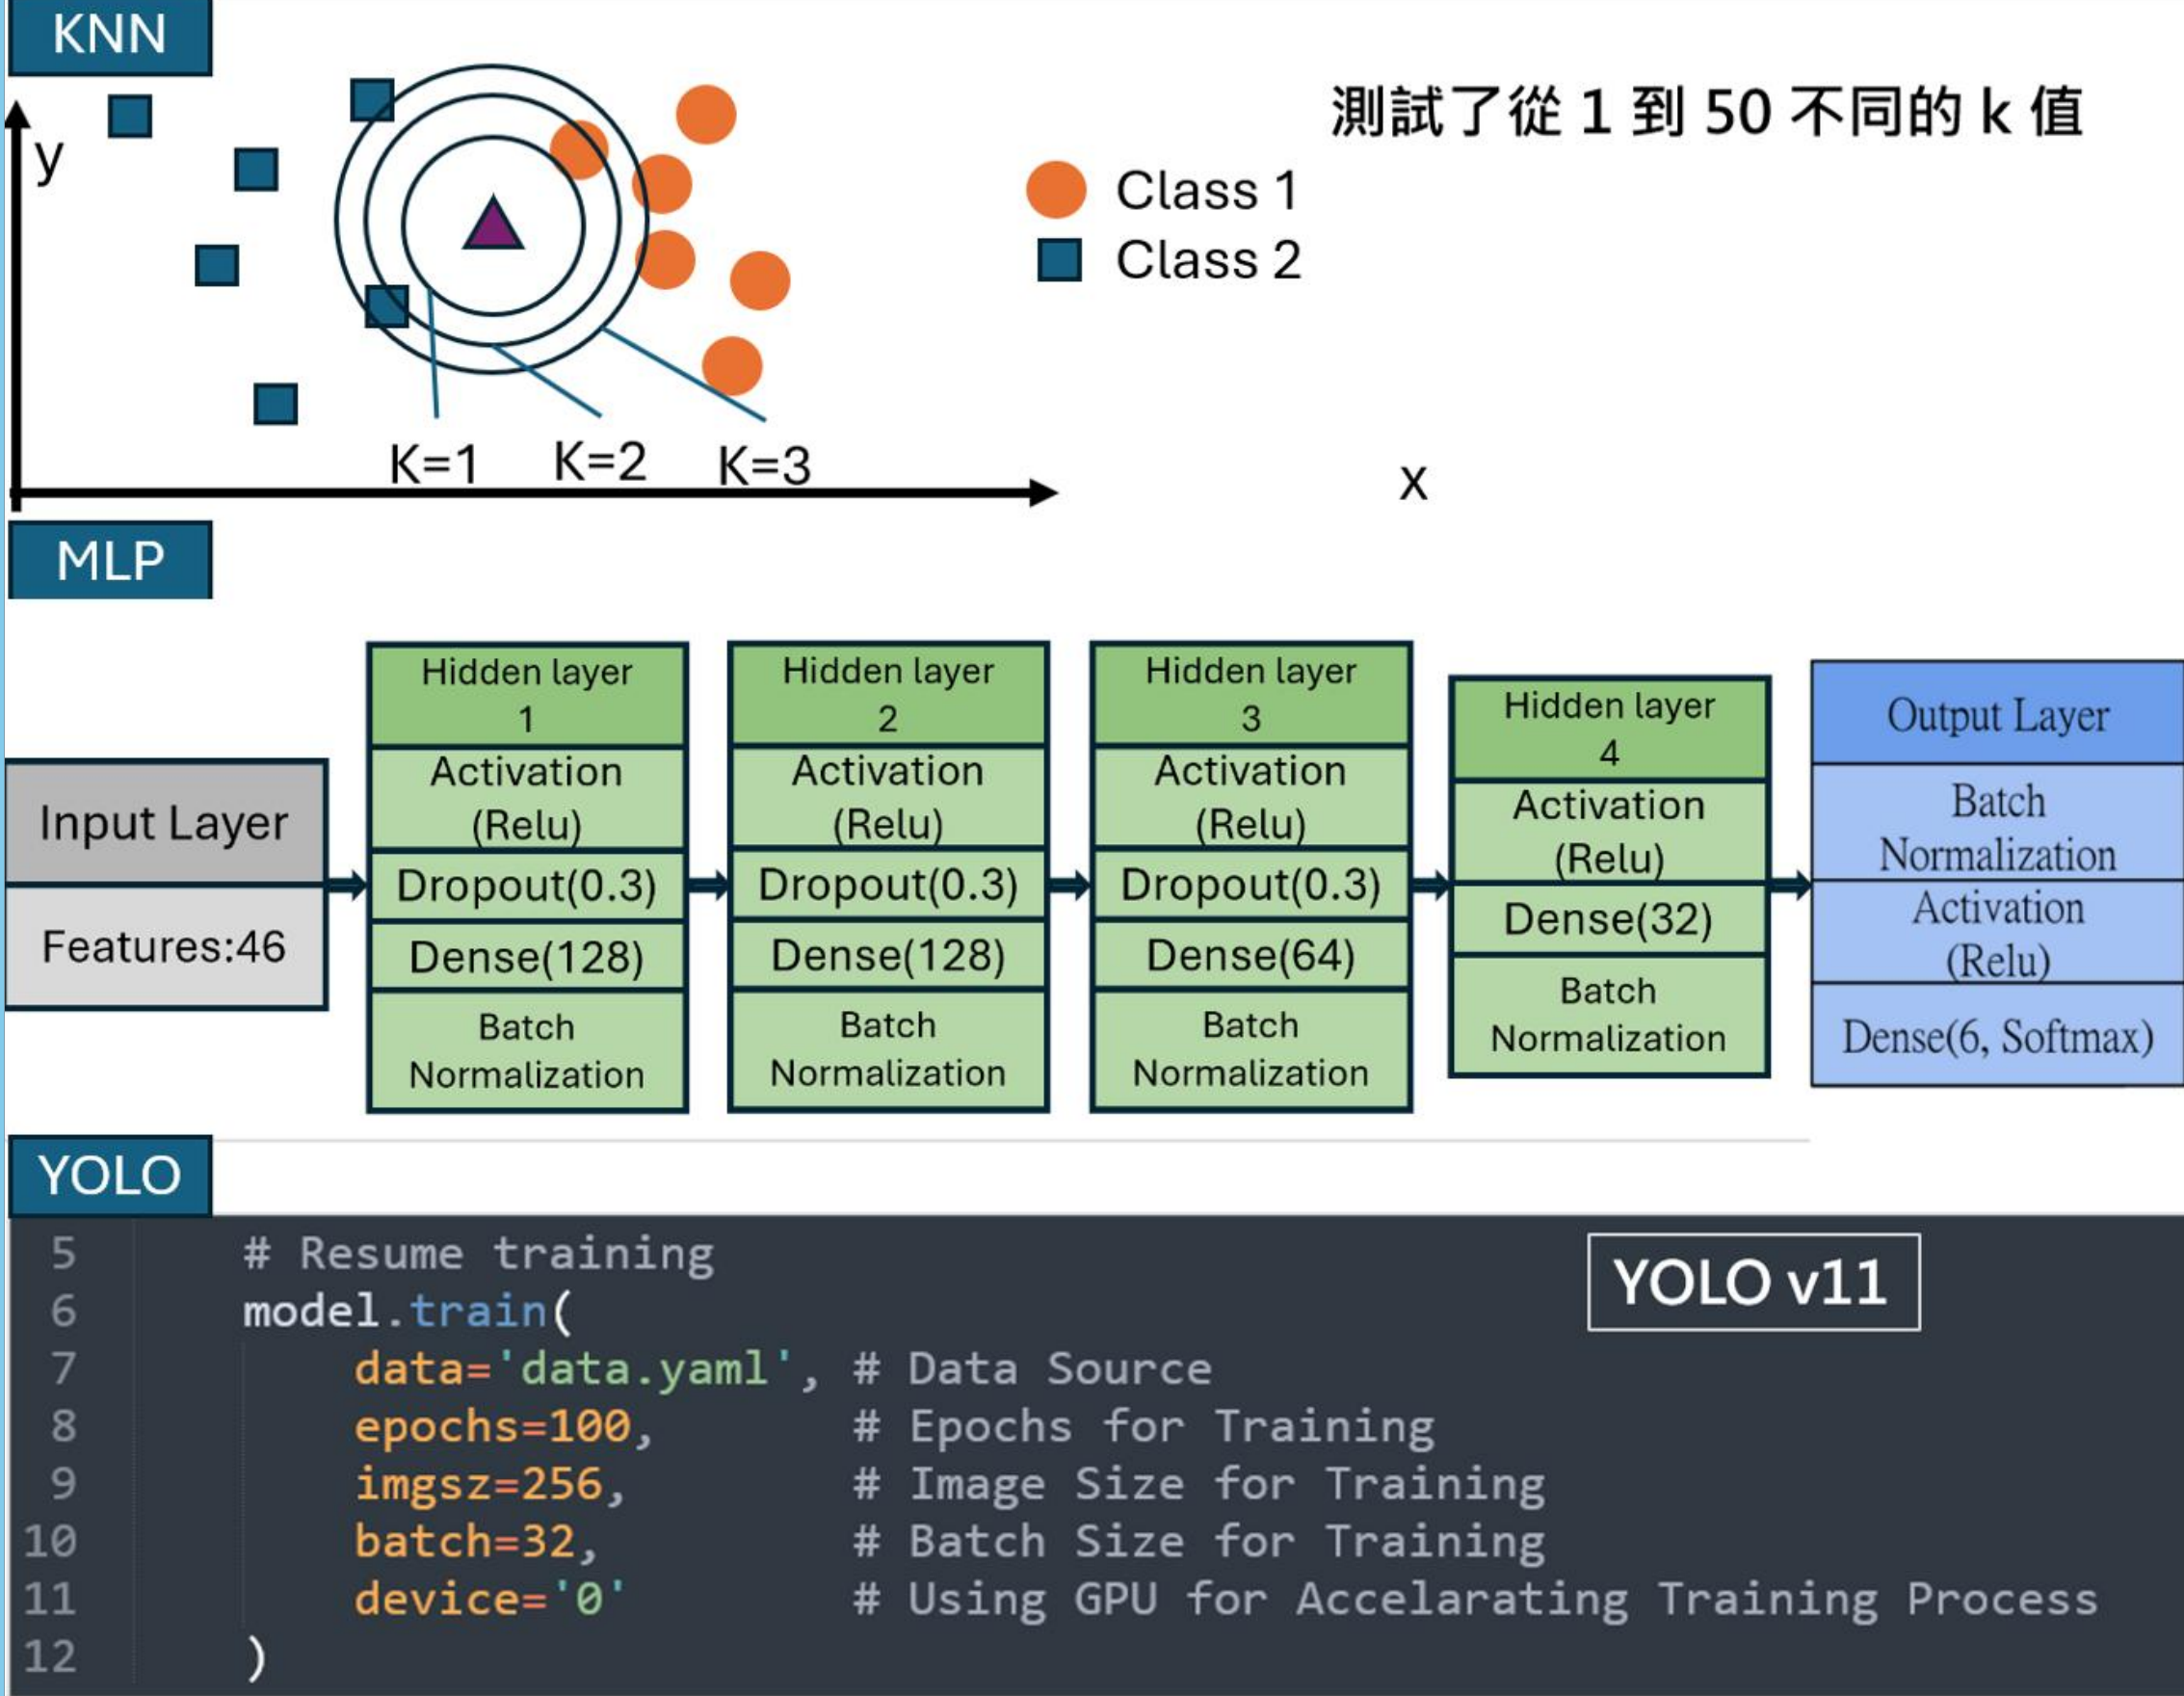 KNN
測試了從 1 到 50 不同的 k 值
y
Class 1
Class 2
K=1
K=2
K=3
x
MLP
Input Layer
Features:46
Hidden layer
1
Activation
(Relu)
Dropout(0.3)
Dense(128)
Batch
Normalization
Hidden layer
2
Activation
(Relu)
Dropout(0.3)
Dense(128)
Batch
Normalization
Hidden layer
3
Activation
(Relu)
Dropout(0.3)
Dense(64)
Batch
Normalization
Hidden layer
4
Activation
(Relu)
Dense(32)
Batch
Normalization
Output Layer
Batch
Normalization
Activation
(Relu)
Dense(6, Softmax)
YOLO
YOLO v11
5 # Resume training
6 model.train(
7 data='data.yaml', # Data Source
8 epochs=100, # Epochs for Training
9 imgsz=256, # Image Size for Training
10 batch=32, # Batch Size for Training
11 device='0' # Using GPU for Accelarating Training Process
12 )